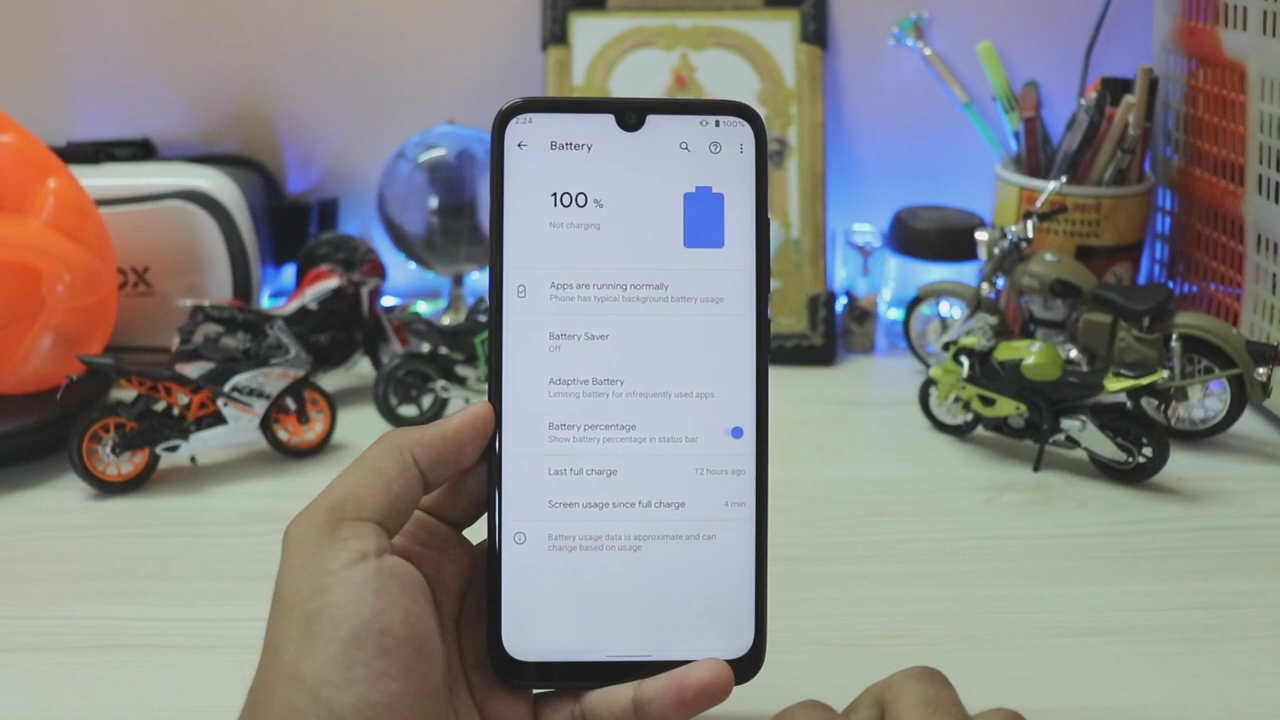 2:24
100%
Battery
100 %
Not charging
Apps are running normally
Phone has typical background battery usage
Battery Saver
Off
Adaptive Battery
Limiting battery for infrequently used apps
Battery percentage
Show battery percentage in status bar
Last full charge
12 hours ago
Screen usage since full charge
4 min
Battery usage data is approximate and can
change based on usage
OX
KTM